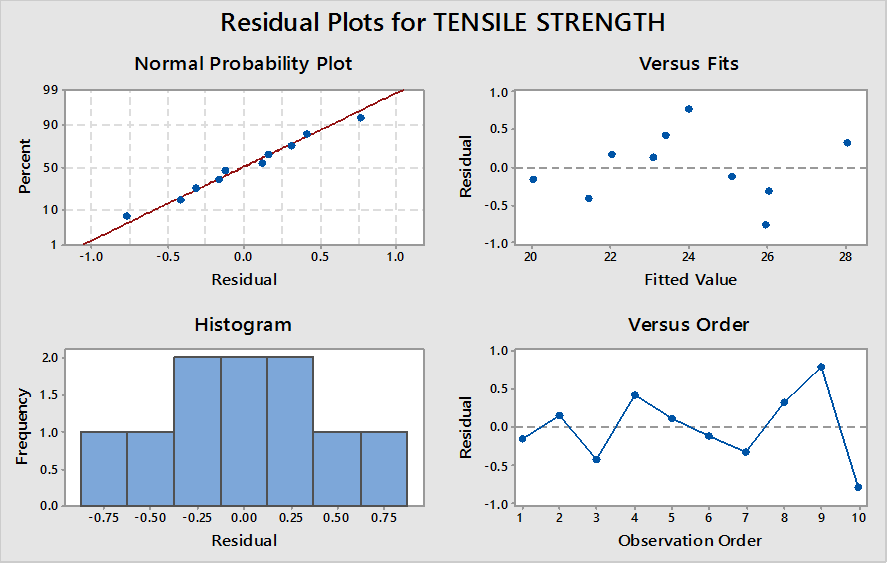 Residual Plots for TENSILE STRENGTH
Normal Probability Plot
99
90
50
10
1
Percent
-1.0 -0.5 0.0 0.5 1.0
Residual
Versus Fits
1.0
0.5
0.0
-0.5
-1.0
Residual
20 22 24 26 28
Fitted Value
Histogram
2.0
1.5
1.0
0.5
0.0
Frequency
-0.75 -0.50 -0.25 0.00 0.25 0.50 0.75
Residual
Versus Order
1.0
0.5
0.0
-0.5
-1.0
Residual
1 2 3 4 5 6 7 8 9 10
Observation Order